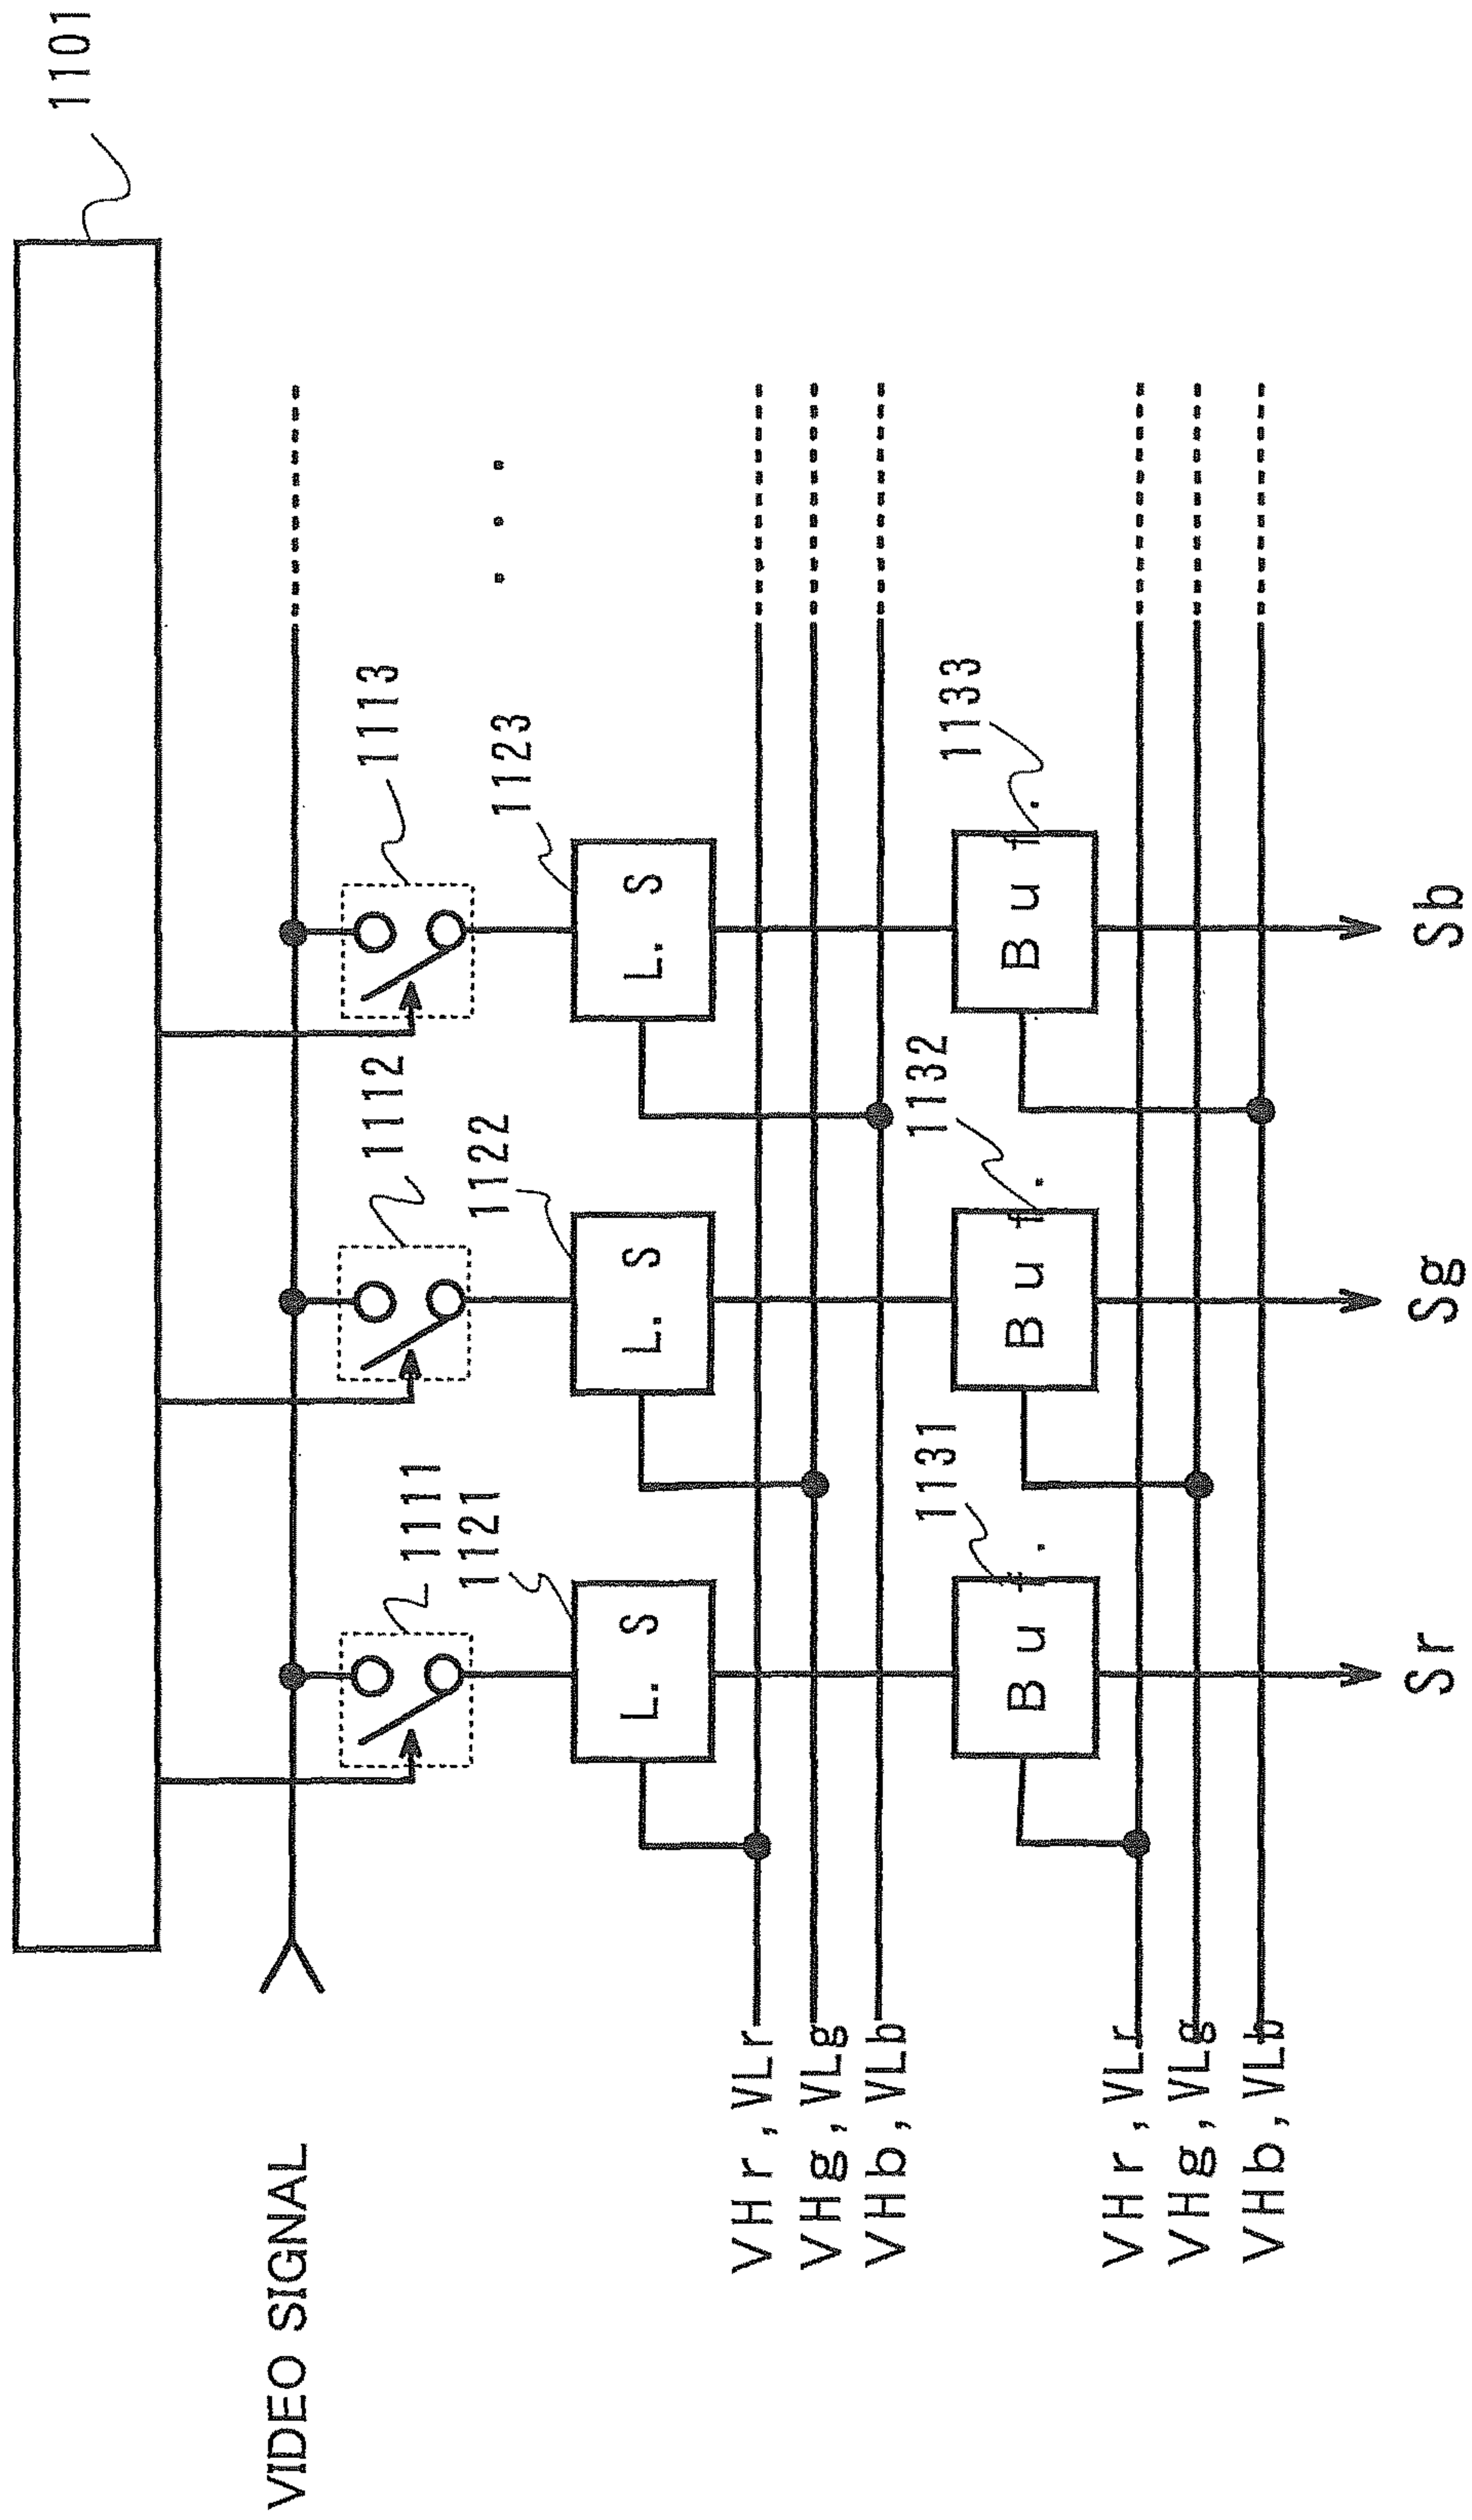 1101
VIDEO SIGNAL
1111
1112
1113
1121
1122
1123
L. S
L. S
L. S
VHr, VLr
VHg, VLg
VHb, VLb
1131
1132
1133
Buf.
Buf.
Buf.
VHr, VLr
VHg, VLg
VHb, VLb
Sr
Sg
Sb